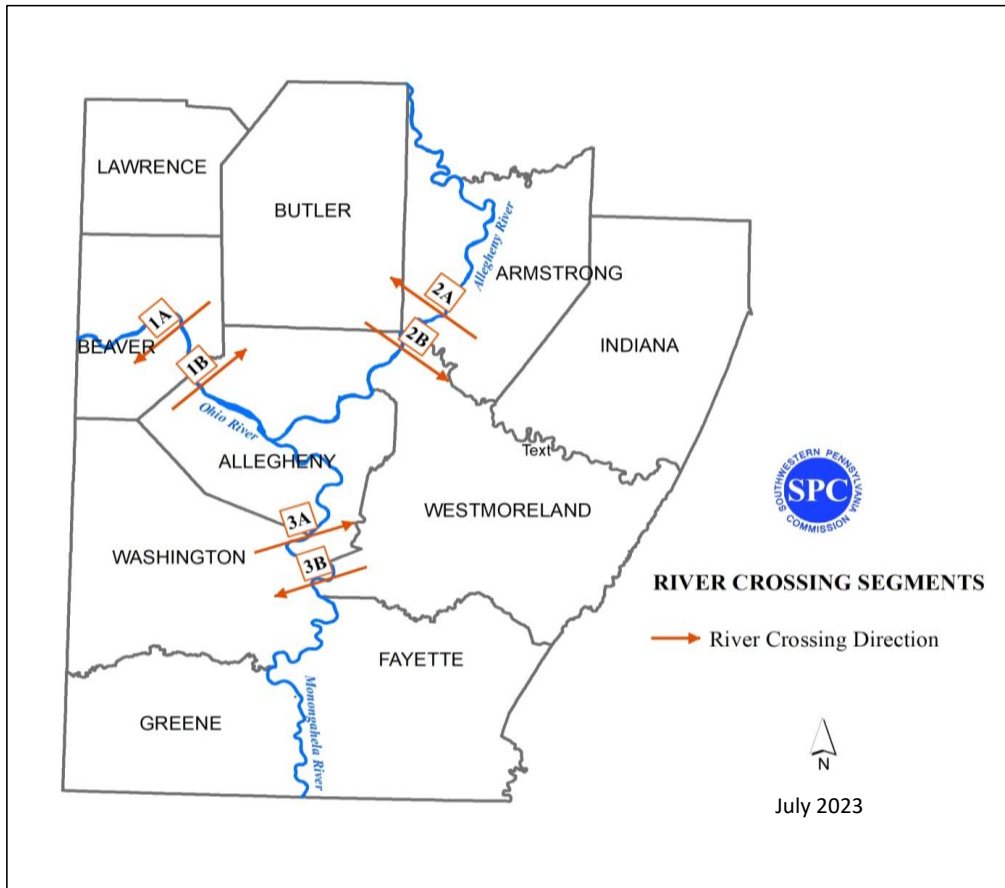 LAWRENCE
BUTLER
Allegheny River
ARMSTRONG
2A
1A
BEAVER
2B
INDIANA
1B
Ohio River
Text
ALLEGHENY
WESTMORELAND
3A
WASHINGTON
3B
FAYETTE
Monongahela River
GREENE
SOUTHWESTERN PENNSYLVANIA
SPC
COMMISSION
RIVER CROSSING SEGMENTS
River Crossing Direction
N
July 2023